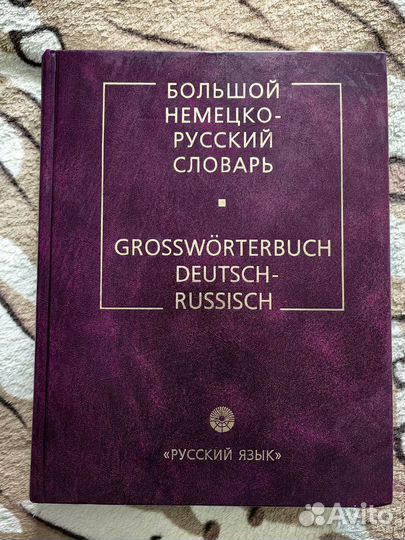 БОЛЬШОЙ
НЕМЕЦКО-
РУССКИЙ
СЛОВАРЬ
GROSSWÖRTERBUCH
DEUTSCH-
RUSSISCH
«РУССКИЙ ЯЗЫК»
Avito